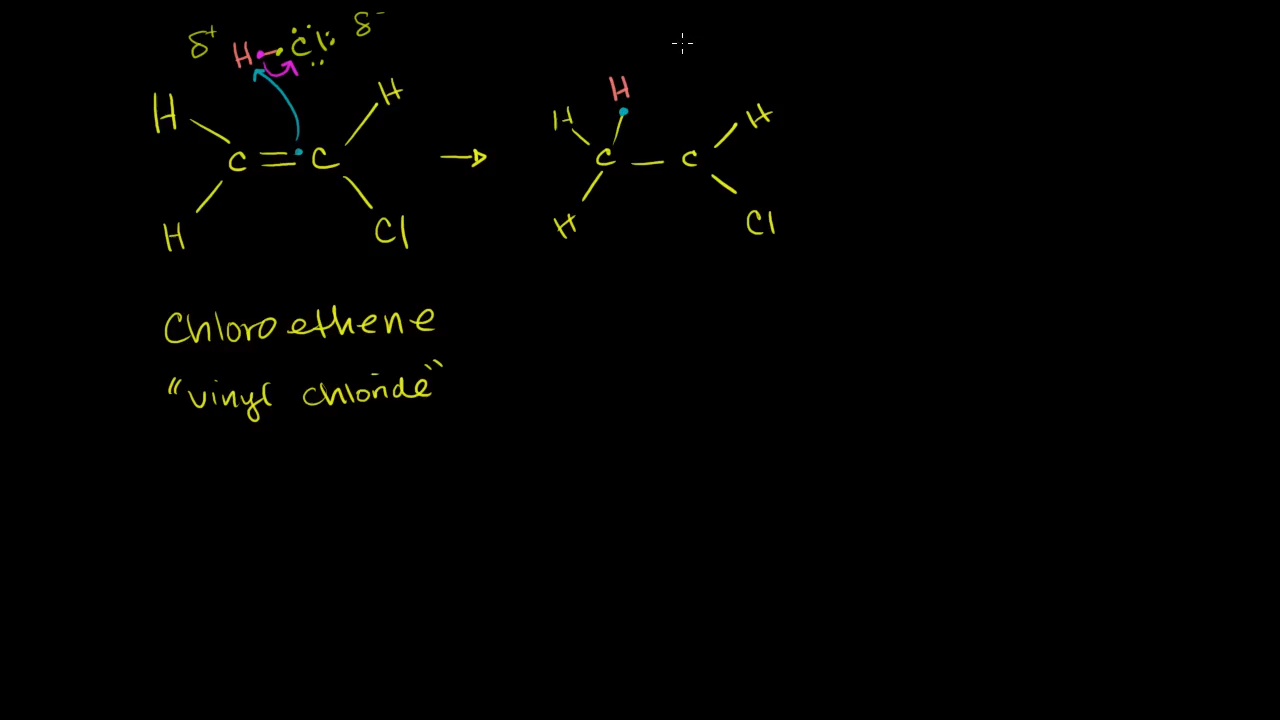 δ+ H-Cl δ-
H H H
H H
C = C → C — C
H Cl H Cl
Chloroethene
"vinyl chloride"